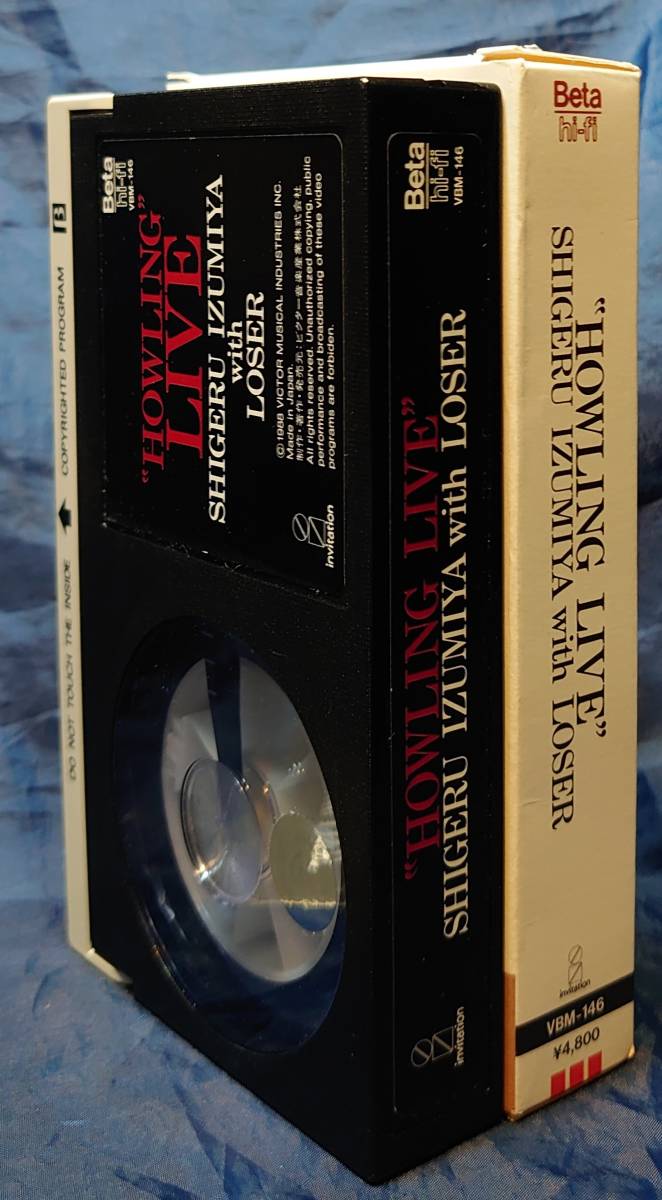 B
COPYRIGHTED PROGRAM
DO NOT TOUCH THE INSIDE
Beta
hi-fi
VBM-146
"HOWLING"
LIVE
SHIGERU IZUMIYA
with
LOSER
Ⓒ 1988 VICTOR MUSICAL INDUSTRIES INC.
Made in Japan.
制作・著作・発売元:ビクター音楽産業株式会社
All rights reserved. Unauthorized copying, public
performance and broadcasting of these video
programs are forbiden.
invitation
Beta
hi-fi
VBM-146
"HOWLING LIVE"
SHIGERU IZUMIYA with LOSER
invitation
Beta
hi-fi
"HOWLING LIVE"
SHIGERU IZUMIYA with LOSER
invitation
VBM-146
¥4,800